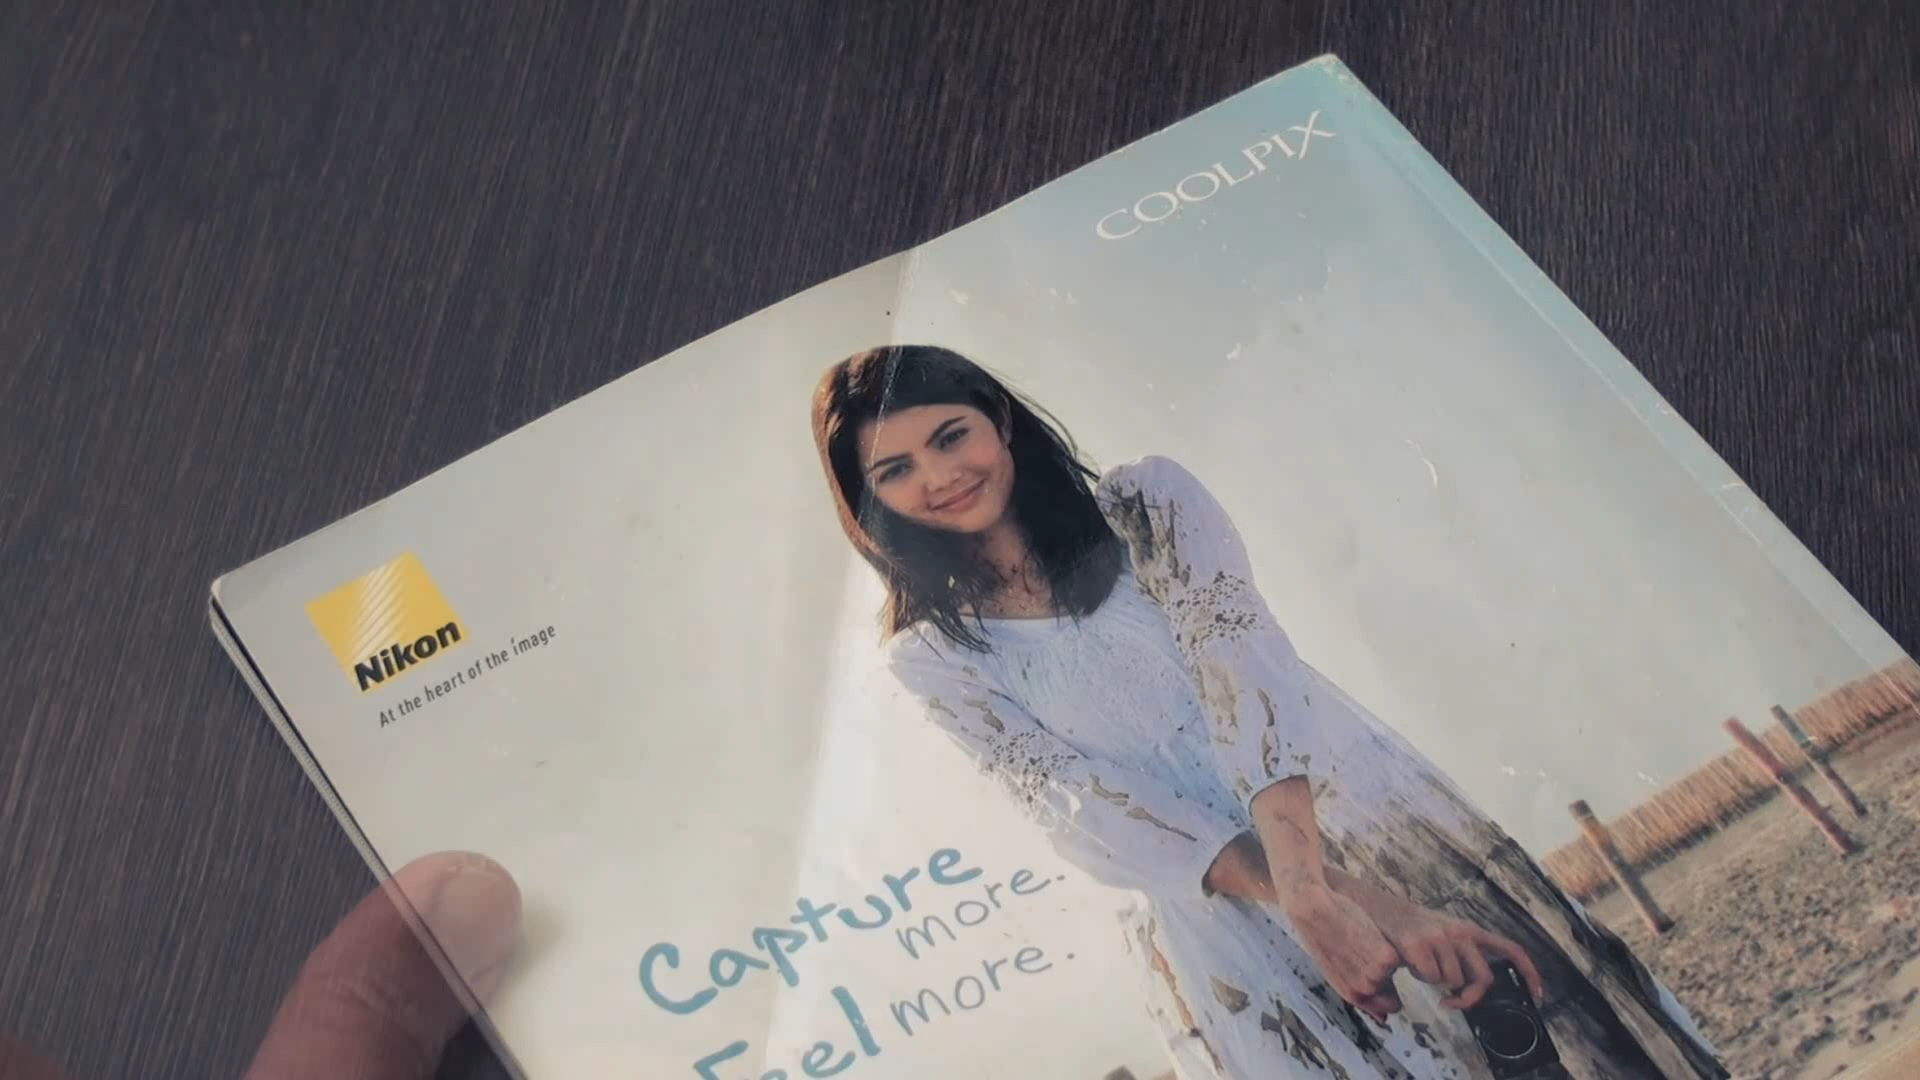 COOLPIX
Nikon
At the heart of the image
Capture more.
Feel more.